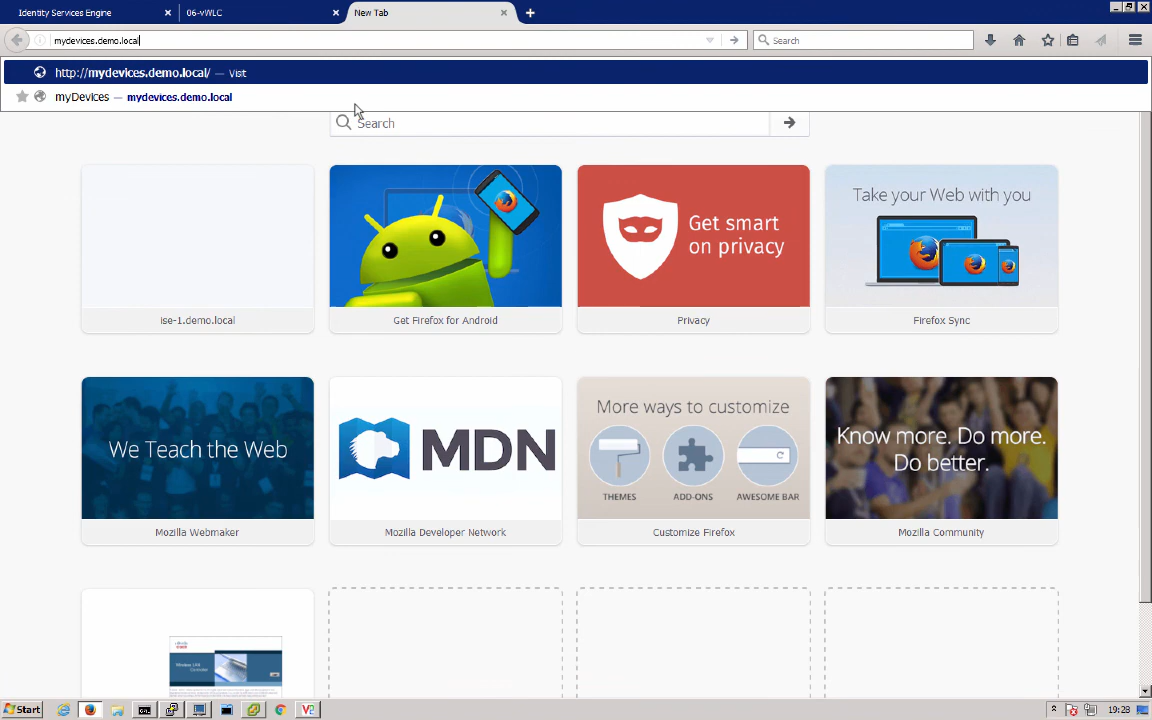 Identity Services Engine
06-vWLC
New Tab
mydevices.demo.local
Search
http://mydevices.demo.local/ — Visit
myDevices — mydevices.demo.local
Search
Get smart
on privacy
Take your Web with you
ise-1.demo.local
Get Firefox for Android
Privacy
Firefox Sync
We Teach the Web
MDN
More ways to customize
THEMES
ADD-ONS
AWESOME BAR
Know more. Do more.
Do better.
Mozilla Webmaker
Mozilla Developer Network
Customize Firefox
Mozilla Community
Start
V2
19:28